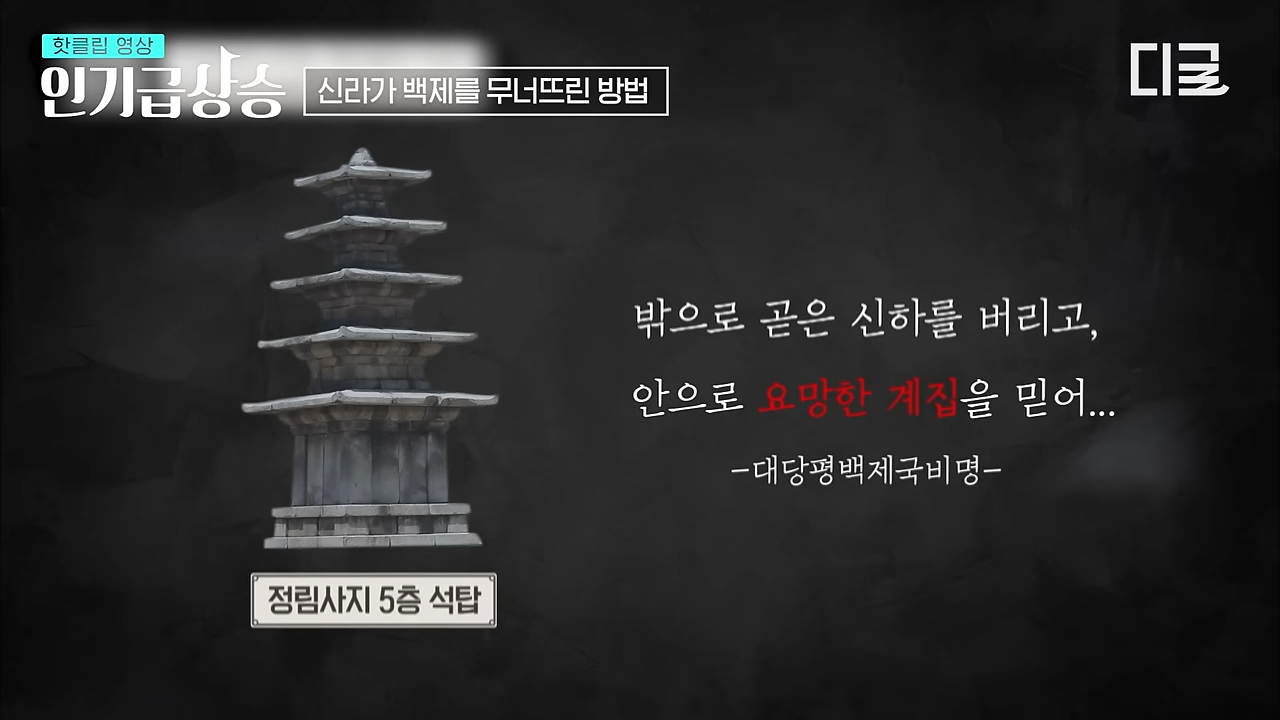 핫클립 영상
인기급상승
신라가 백제를 무너뜨린 방법
디글
밖으로 곧은 신하를 버리고,
안으로 요망한 계집을 믿어...
-대당평백제국비명-
정림사지 5층 석탑